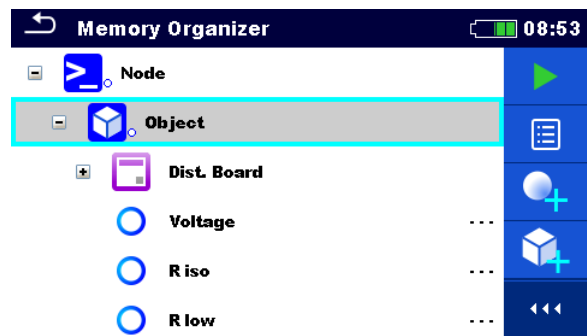 Memory Organizer 08:53
Node
Object
Dist. Board
Voltage ---
R iso ---
R low ---